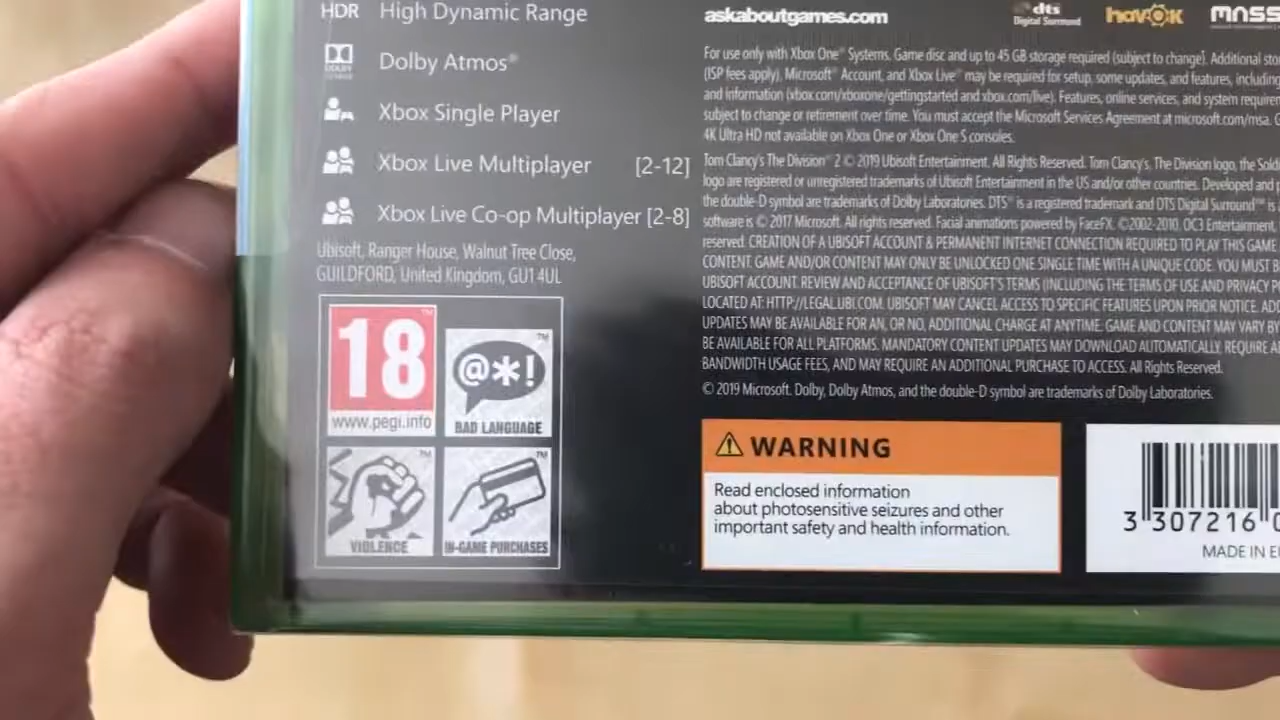 HDR High Dynamic Range
Dolby Atmos®
Xbox Single Player
Xbox Live Multiplayer [2-12]
Xbox Live Co-op Multiplayer [2-8]
Ubisoft, Ranger House, Walnut Tree Close,
GUILDFORD, United Kingdom, GU1 4UL
18
www.pegi.info
@*!
BAD LANGUAGE
VIOLENCE
IN-GAME PURCHASES
askaboutgames.com
dts
Digital Surround
havok
For use only with Xbox One® Systems. Game disc and up to 45 GB storage required (subject to change). Additional
(ISP fees apply), Microsoft® Account, and Xbox Live® may be required for setup, some updates, and features, including
and information (xbox.com/xboxone/gettingstarted and xbox.com/live). Features, online services, and system
subject to change or retirement over time. You must accept the Microsoft Services Agreement at microsoft.com/msa.
4K Ultra HD not available on Xbox One or Xbox One S consoles.
Tom Clancy's The Division® 2 © 2019 Ubisoft Entertainment. All Rights Reserved. Tom Clancy's, The Division logo, the
logo are registered or unregistered trademarks of Ubisoft Entertainment in the US and/or other countries. Developed and
the double-D symbol are trademarks of Dolby Laboratories. DTS® is a registered trademark and DTS Digital Surround™ is
software is © 2017 Microsoft. All rights reserved. Facial animations powered by FaceFX. ©2002-2010, OC3 Entertainment,
reserved. CREATION OF A UBISOFT ACCOUNT & PERMANENT INTERNET CONNECTION REQUIRED TO PLAY THIS GAME
CONTENT. GAME AND/OR CONTENT MAY ONLY BE UNLOCKED ONE SINGLE TIME WITH A UNIQUE CODE. YOU MUST
UBISOFT ACCOUNT. REVIEW AND ACCEPTANCE OF UBISOFT'S TERMS (INCLUDING THE TERMS OF USE AND PRIVACY
LOCATED AT: HTTP://LEGAL.UBI.COM. UBISOFT MAY CANCEL ACCESS TO SPECIFIC FEATURES UPON PRIOR NOTICE.
UPDATES MAY BE AVAILABLE FOR AN, OR NO, ADDITIONAL CHARGE AT ANYTIME. GAME AND CONTENT MAY VARY
BE AVAILABLE FOR ALL PLATFORMS. MANDATORY CONTENT UPDATES MAY DOWNLOAD AUTOMATICALLY, REQUIRE
BANDWIDTH USAGE FEES, AND MAY REQUIRE AN ADDITIONAL PURCHASE TO ACCESS. All Rights Reserved.
© 2019 Microsoft. Dolby, Dolby Atmos, and the double-D symbol are trademarks of Dolby Laboratories.
WARNING
Read enclosed information
about photosensitive seizures and other
important safety and health information.
3 307216
MADE IN